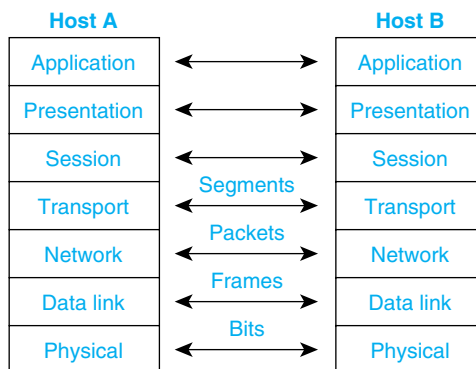 Host A Host B
Application Application
Presentation Presentation
Session Session
Segments
Transport Transport
Packets
Network Network
Frames
Data link Data link
Bits
Physical Physical